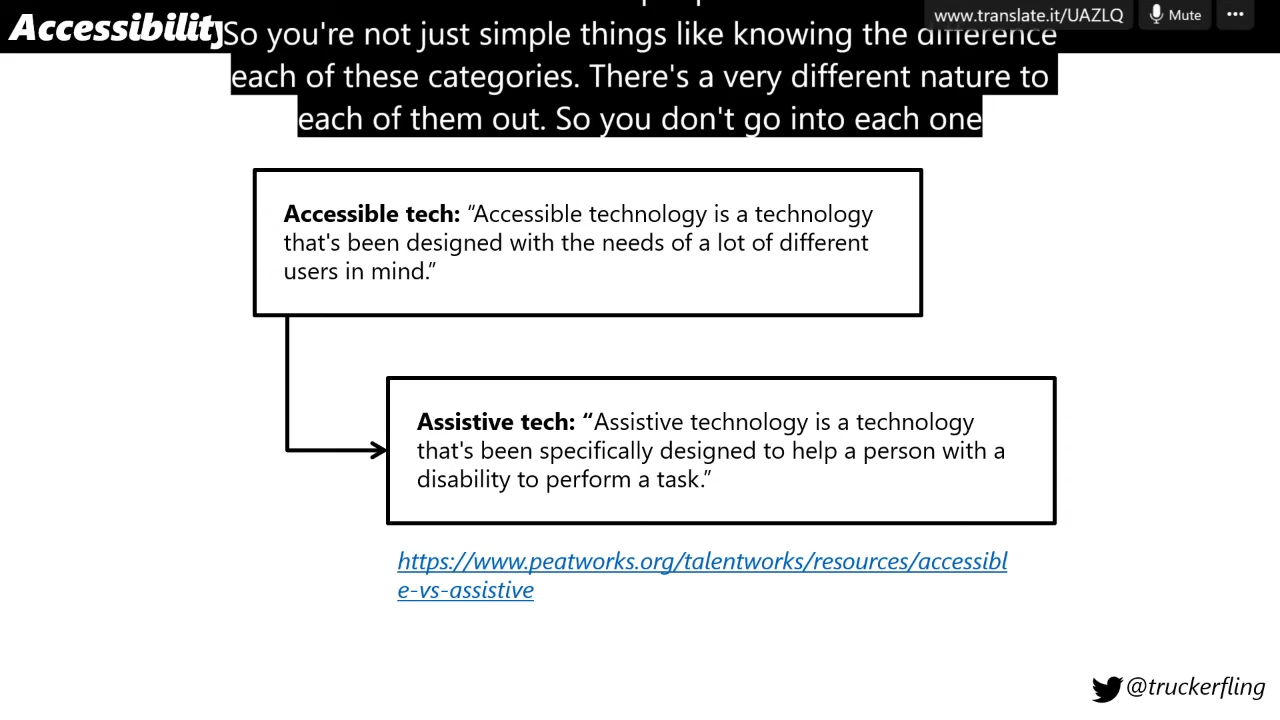 Accessibility
www.translate.it/UAZLQ
Mute
So you're not just simple things like knowing the difference
each of these categories. There's a very different nature to
each of them out. So you don't go into each one
Accessible tech: “Accessible technology is a technology
that's been designed with the needs of a lot of different
users in mind.”
Assistive tech: “Assistive technology is a technology
that's been specifically designed to help a person with a
disability to perform a task.”
https://www.peatworks.org/talentworks/resources/accessibl
e-vs-assistive
@truckerfling